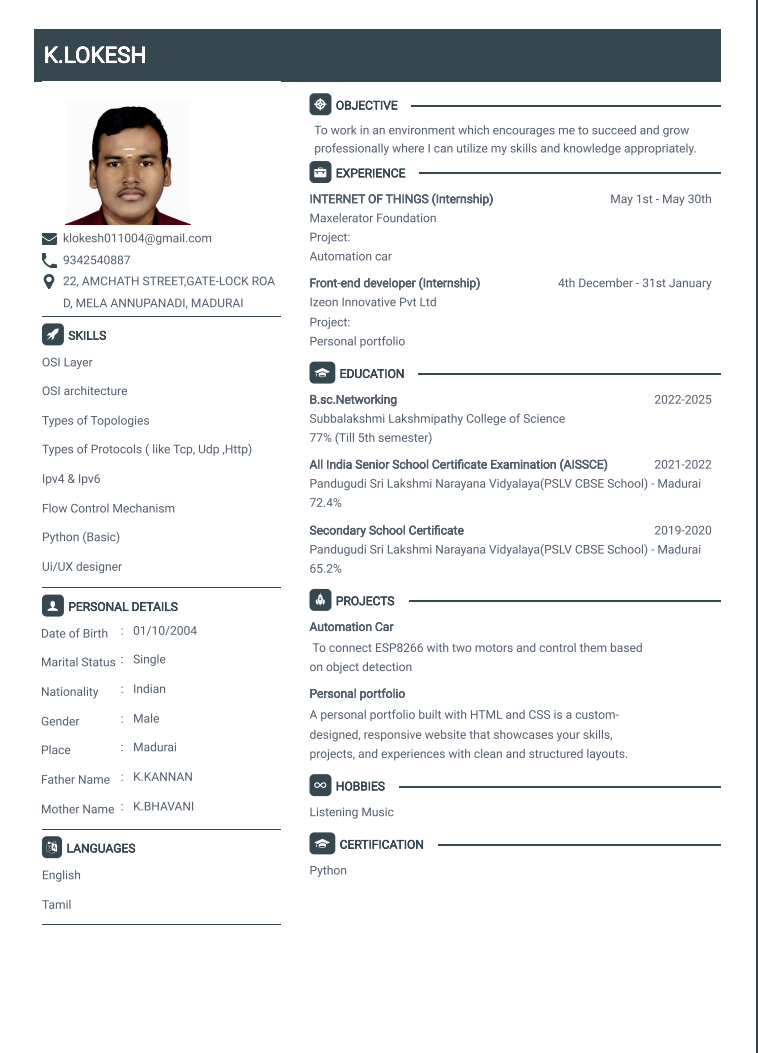 K.LOKESH
klokesh011004@gmail.com
9342540887
22, AMCHATH STREET,GATE-LOCK ROA
D, MELA ANNUPANADI, MADURAI
SKILLS
OSI Layer
OSI architecture
Types of Topologies
Types of Protocols ( like Tcp, Udp ,Http)
Ipv4 & Ipv6
Flow Control Mechanism
Python (Basic)
Ui/UX designer
PERSONAL DETAILS
Date of Birth : 01/10/2004
Marital Status : Single
Nationality : Indian
Gender : Male
Place : Madurai
Father Name : K.KANNAN
Mother Name : K.BHAVANI
LANGUAGES
English
Tamil
OBJECTIVE
To work in an environment which encourages me to succeed and grow
professionally where I can utilize my skills and knowledge appropriately.
EXPERIENCE
INTERNET OF THINGS (Internship) May 1st - May 30th
Maxelerator Foundation
Project:
Automation car
Front-end developer (Internship) 4th December - 31st January
Izeon Innovative Pvt Ltd
Project:
Personal portfolio
EDUCATION
B.sc.Networking 2022-2025
Subbalakshmi Lakshmipathy College of Science
77% (Till 5th semester)
All India Senior School Certificate Examination (AISSCE) 2021-2022
Pandugudi Sri Lakshmi Narayana Vidyalaya(PSLV CBSE School) - Madurai
72.4%
Secondary School Certificate 2019-2020
Pandugudi Sri Lakshmi Narayana Vidyalaya(PSLV CBSE School) - Madurai
65.2%
PROJECTS
Automation Car
To connect ESP8266 with two motors and control them based
on object detection
Personal portfolio
A personal portfolio built with HTML and CSS is a custom-
designed, responsive website that showcases your skills,
projects, and experiences with clean and structured layouts.
HOBBIES
Listening Music
CERTIFICATION
Python